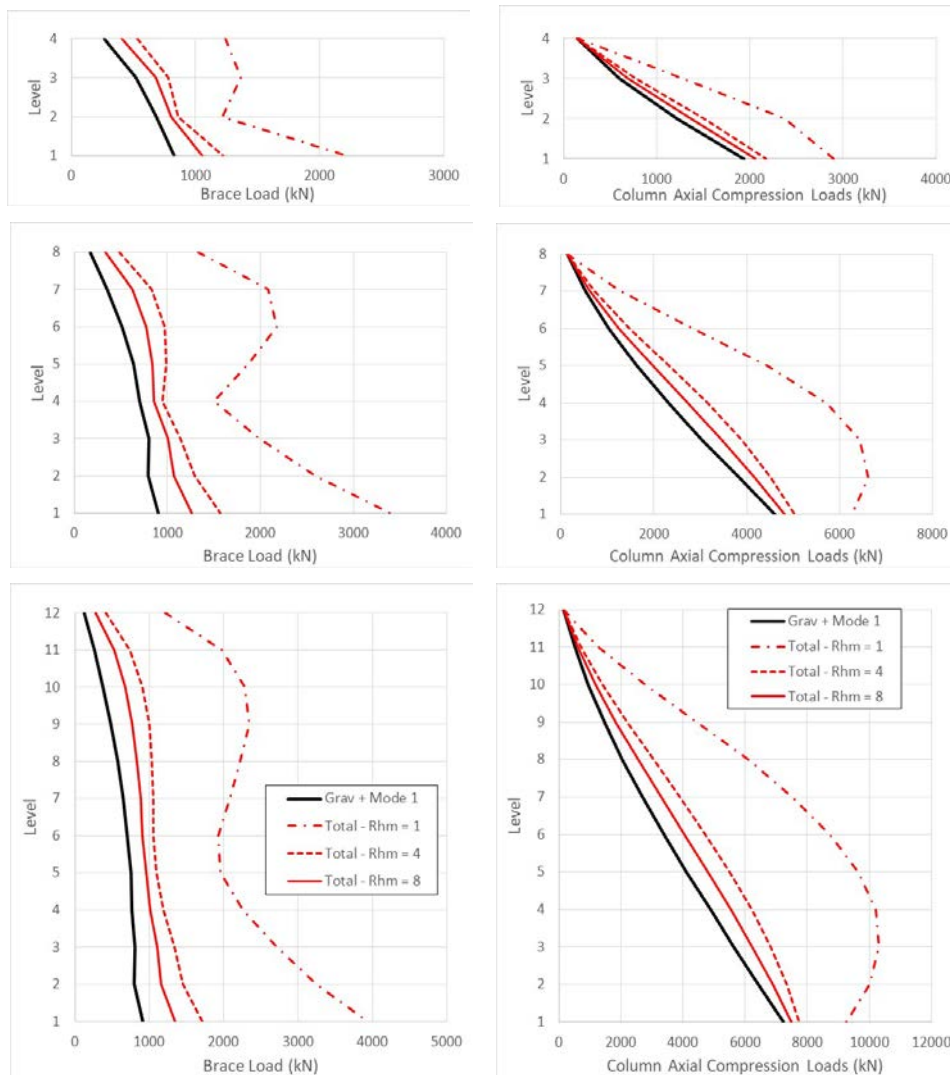 4
3
2
1
Level
0 1000 2000 3000
Brace Load (kN)
4
3
2
1
Level
0 1000 2000 3000 4000
Column Axial Compression Loads (kN)
8
7
6
5
4
3
2
1
Level
0 1000 2000 3000 4000
Brace Load (kN)
8
7
6
5
4
3
2
1
Level
0 2000 4000 6000 8000
Column Axial Compression Loads (kN)
12
11
10
9
8
7
6
5
4
3
2
1
Level
Grav + Mode 1
Total - Rhm = 1
Total - Rhm = 4
Total - Rhm = 8
0 1000 2000 3000 4000 5000
Brace Load (kN)
12
11
10
9
8
7
6
5
4
3
2
1
Level
Grav + Mode 1
Total - Rhm = 1
Total - Rhm = 4
Total - Rhm = 8
0 2000 4000 6000 8000 10000 12000
Column Axial Compression Loads (kN)